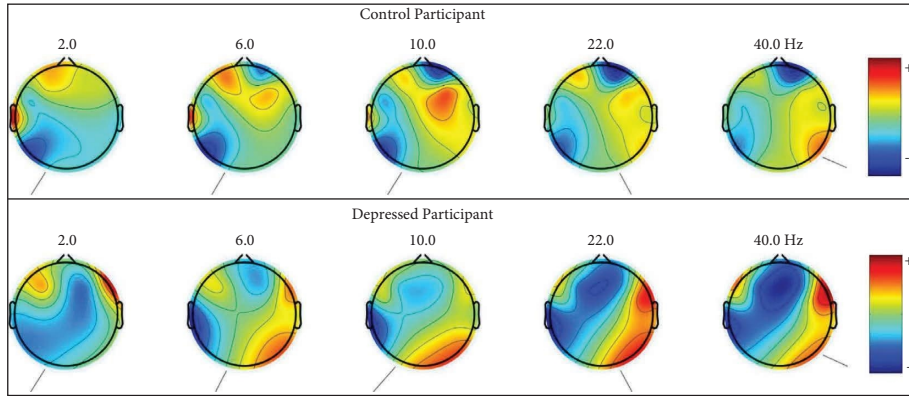 Control Participant
2.0 6.0 10.0 22.0 40.0 Hz
+
-
Depressed Participant
2.0 6.0 10.0 22.0 40.0 Hz
+
-